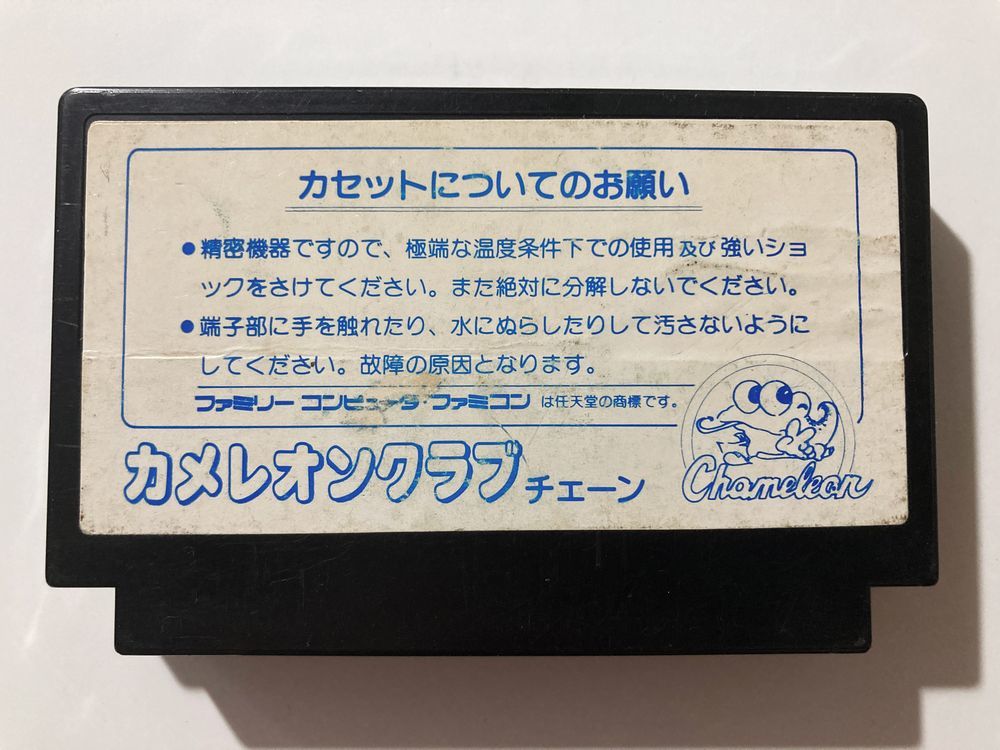 カセットについてのお願い
●精密機器ですので、極端な温度条件下での使用及び強いショ
ックをさけてください。また絶対に分解しないでください。
●端子部に手を触れたり、水にぬらしたりして汚さないように
してください。故障の原因となります。
ファミリーコンピュータ ファミコン は任天堂の商標です。
カメレオンクラブチェーン
Chameleon